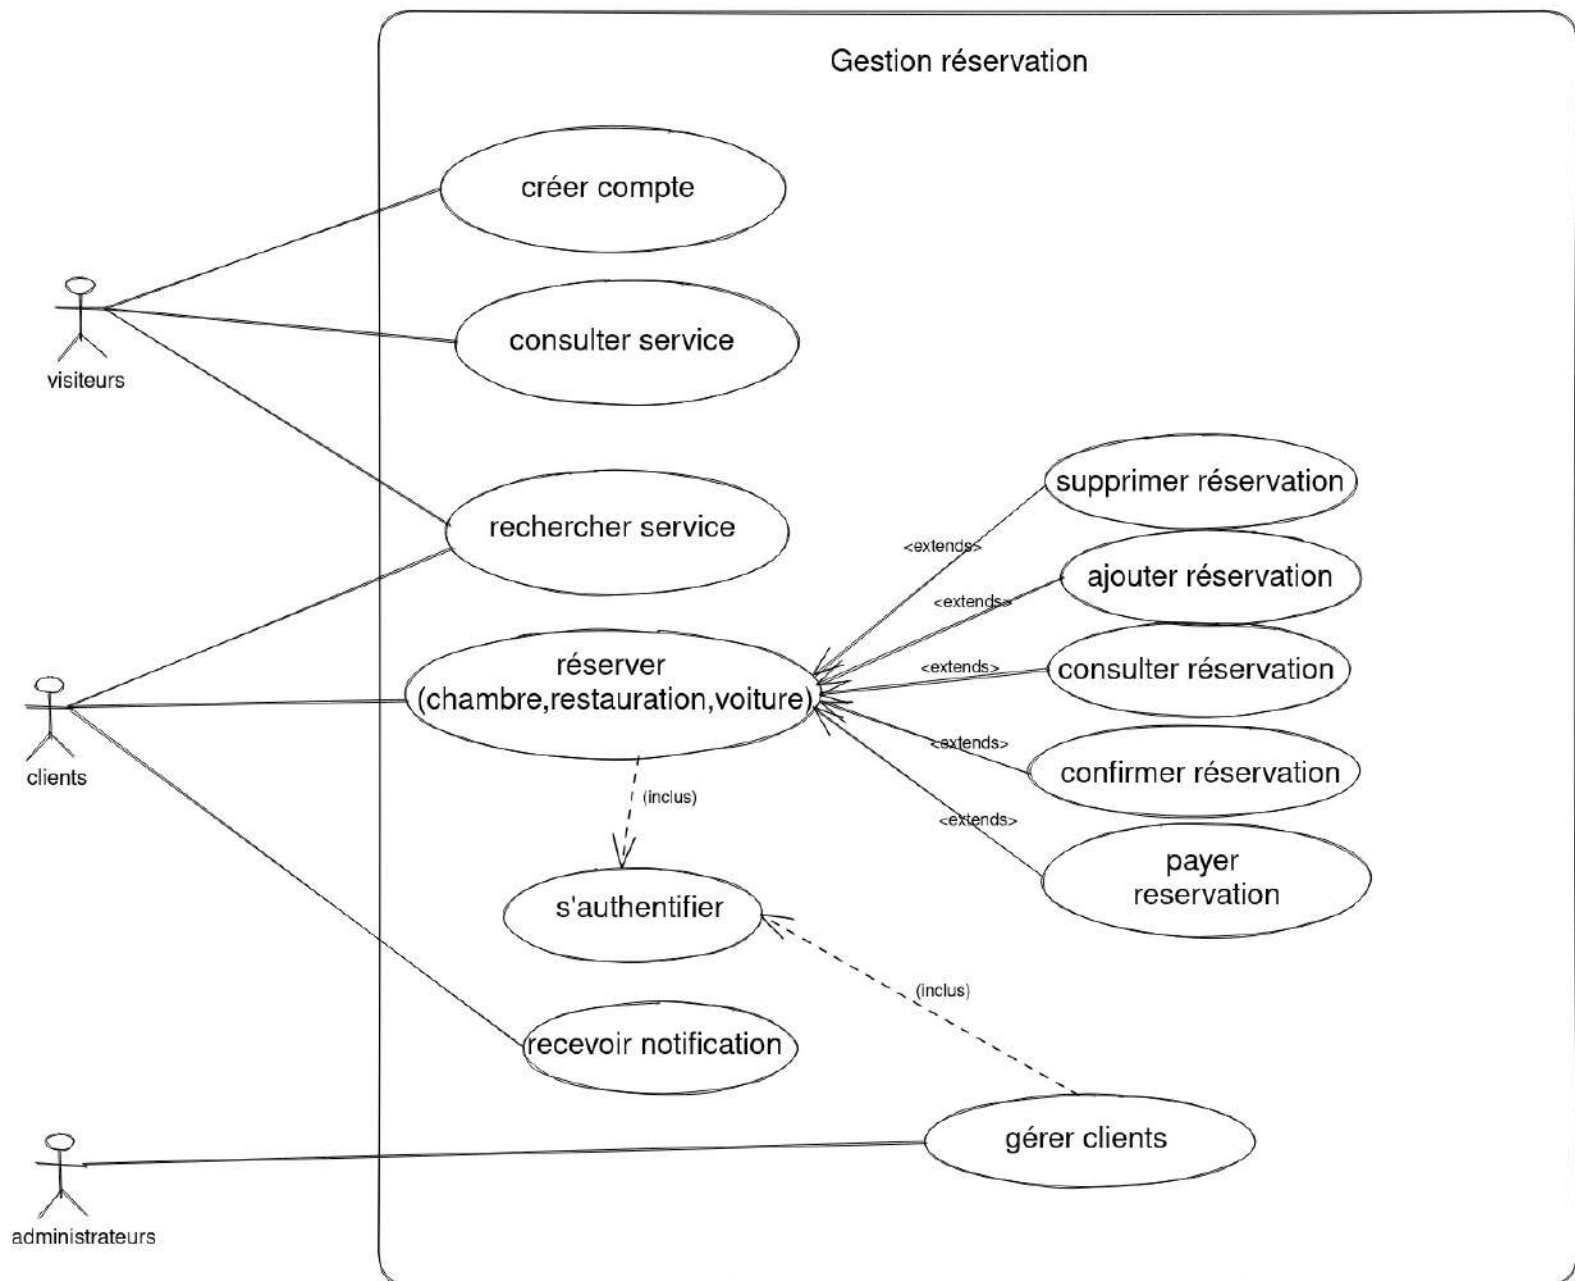 Gestion réservation
créer compte
consulter service
visiteurs
supprimer réservation
rechercher service
<extends>
ajouter réservation
<extends>
réserver
(chambre,restauration,voiture)
<extends>
consulter réservation
<extends>
confirmer réservation
clients
(inclus)
<extends>
payer
reservation
s'authentifier
(inclus)
recevoir notification
gérer clients
administrateurs